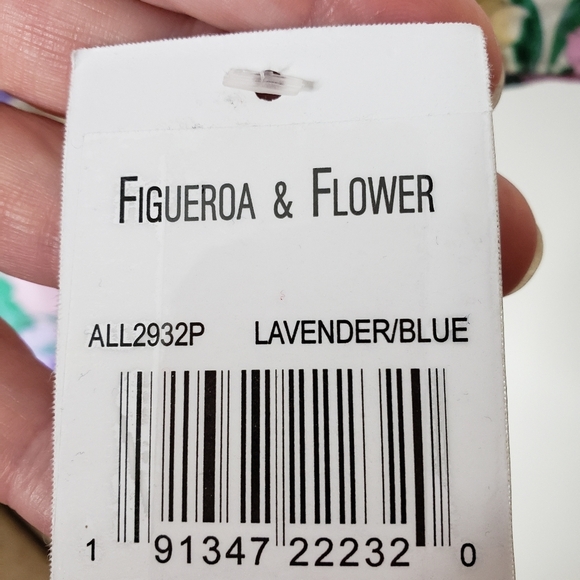 FIGUEROA & FLOWER
ALL2932P LAVENDER/BLUE
1 91347 22232 0